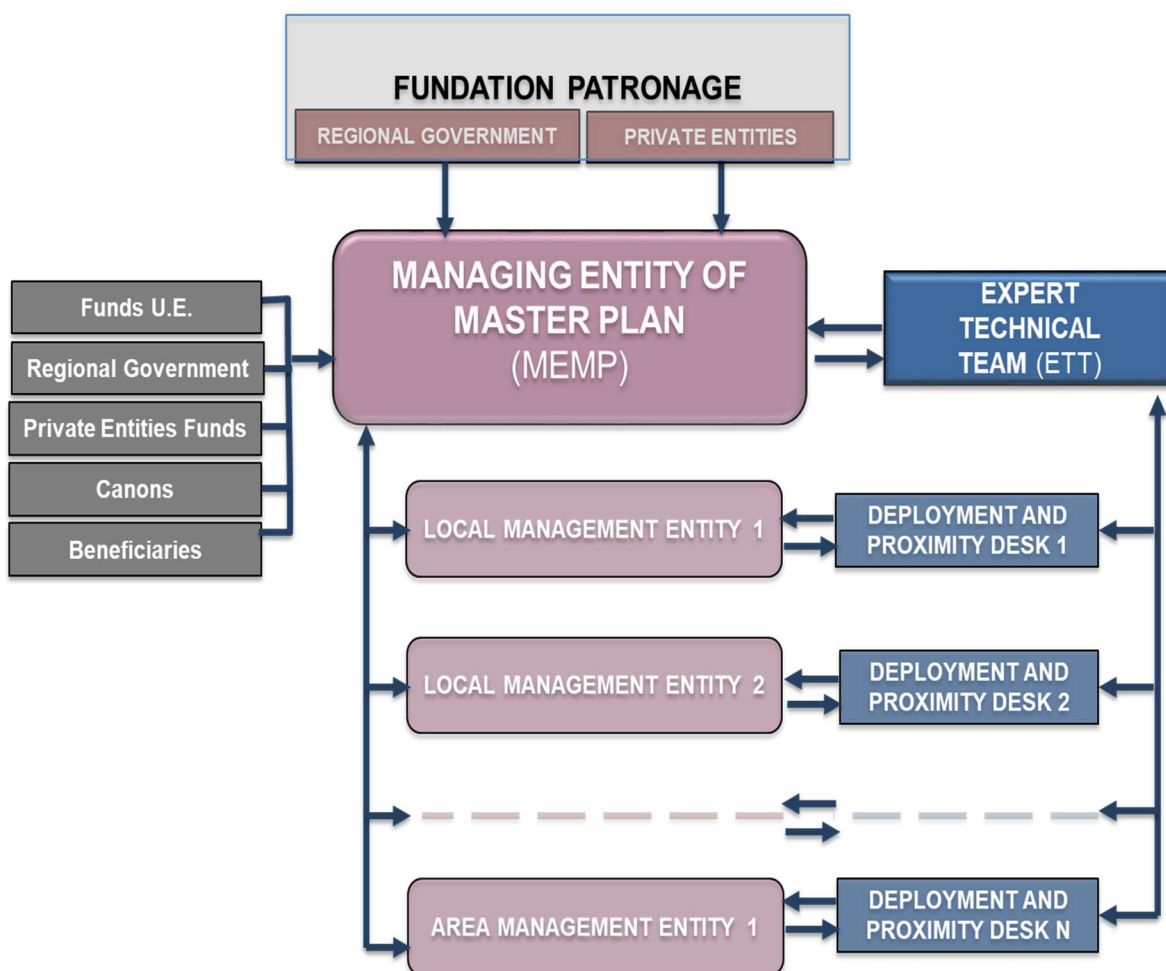 FUNDATION PATRONAGE
REGIONAL GOVERNMENT
PRIVATE ENTITIES
MANAGING ENTITY OF
MASTER PLAN
(MEMP)
EXPERT
TECHNICAL
TEAM (ETT)
Funds U.E.
Regional Government
Private Entities Funds
Canons
Beneficiaries
LOCAL MANAGEMENT ENTITY 1
DEPLOYMENT AND
PROXIMITY DESK 1
LOCAL MANAGEMENT ENTITY 2
DEPLOYMENT AND
PROXIMITY DESK 2
AREA MANAGEMENT ENTITY 1
DEPLOYMENT AND
PROXIMITY DESK N